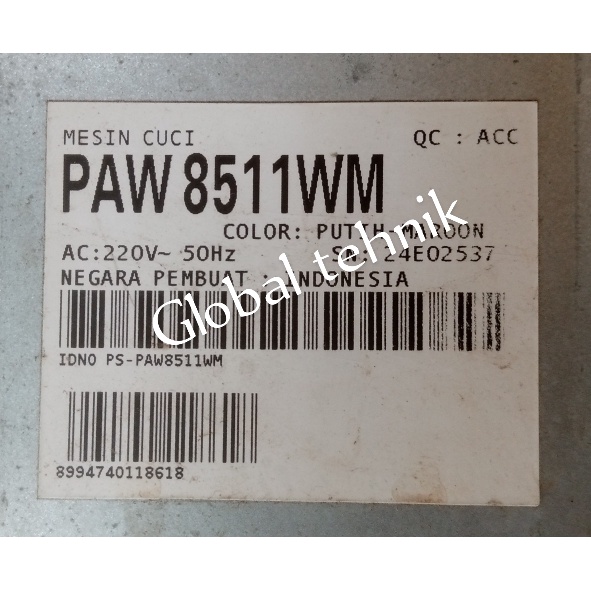 MESIN CUCI QC : ACC
PAW 8511WM
COLOR: PUTIH-MAROON
AC:220V~ 50Hz SN: 24E02537
NEGARA PEMBUAT : INDONESIA
Global tehnik
IDNO PS-PAW8511WM
8994740118618